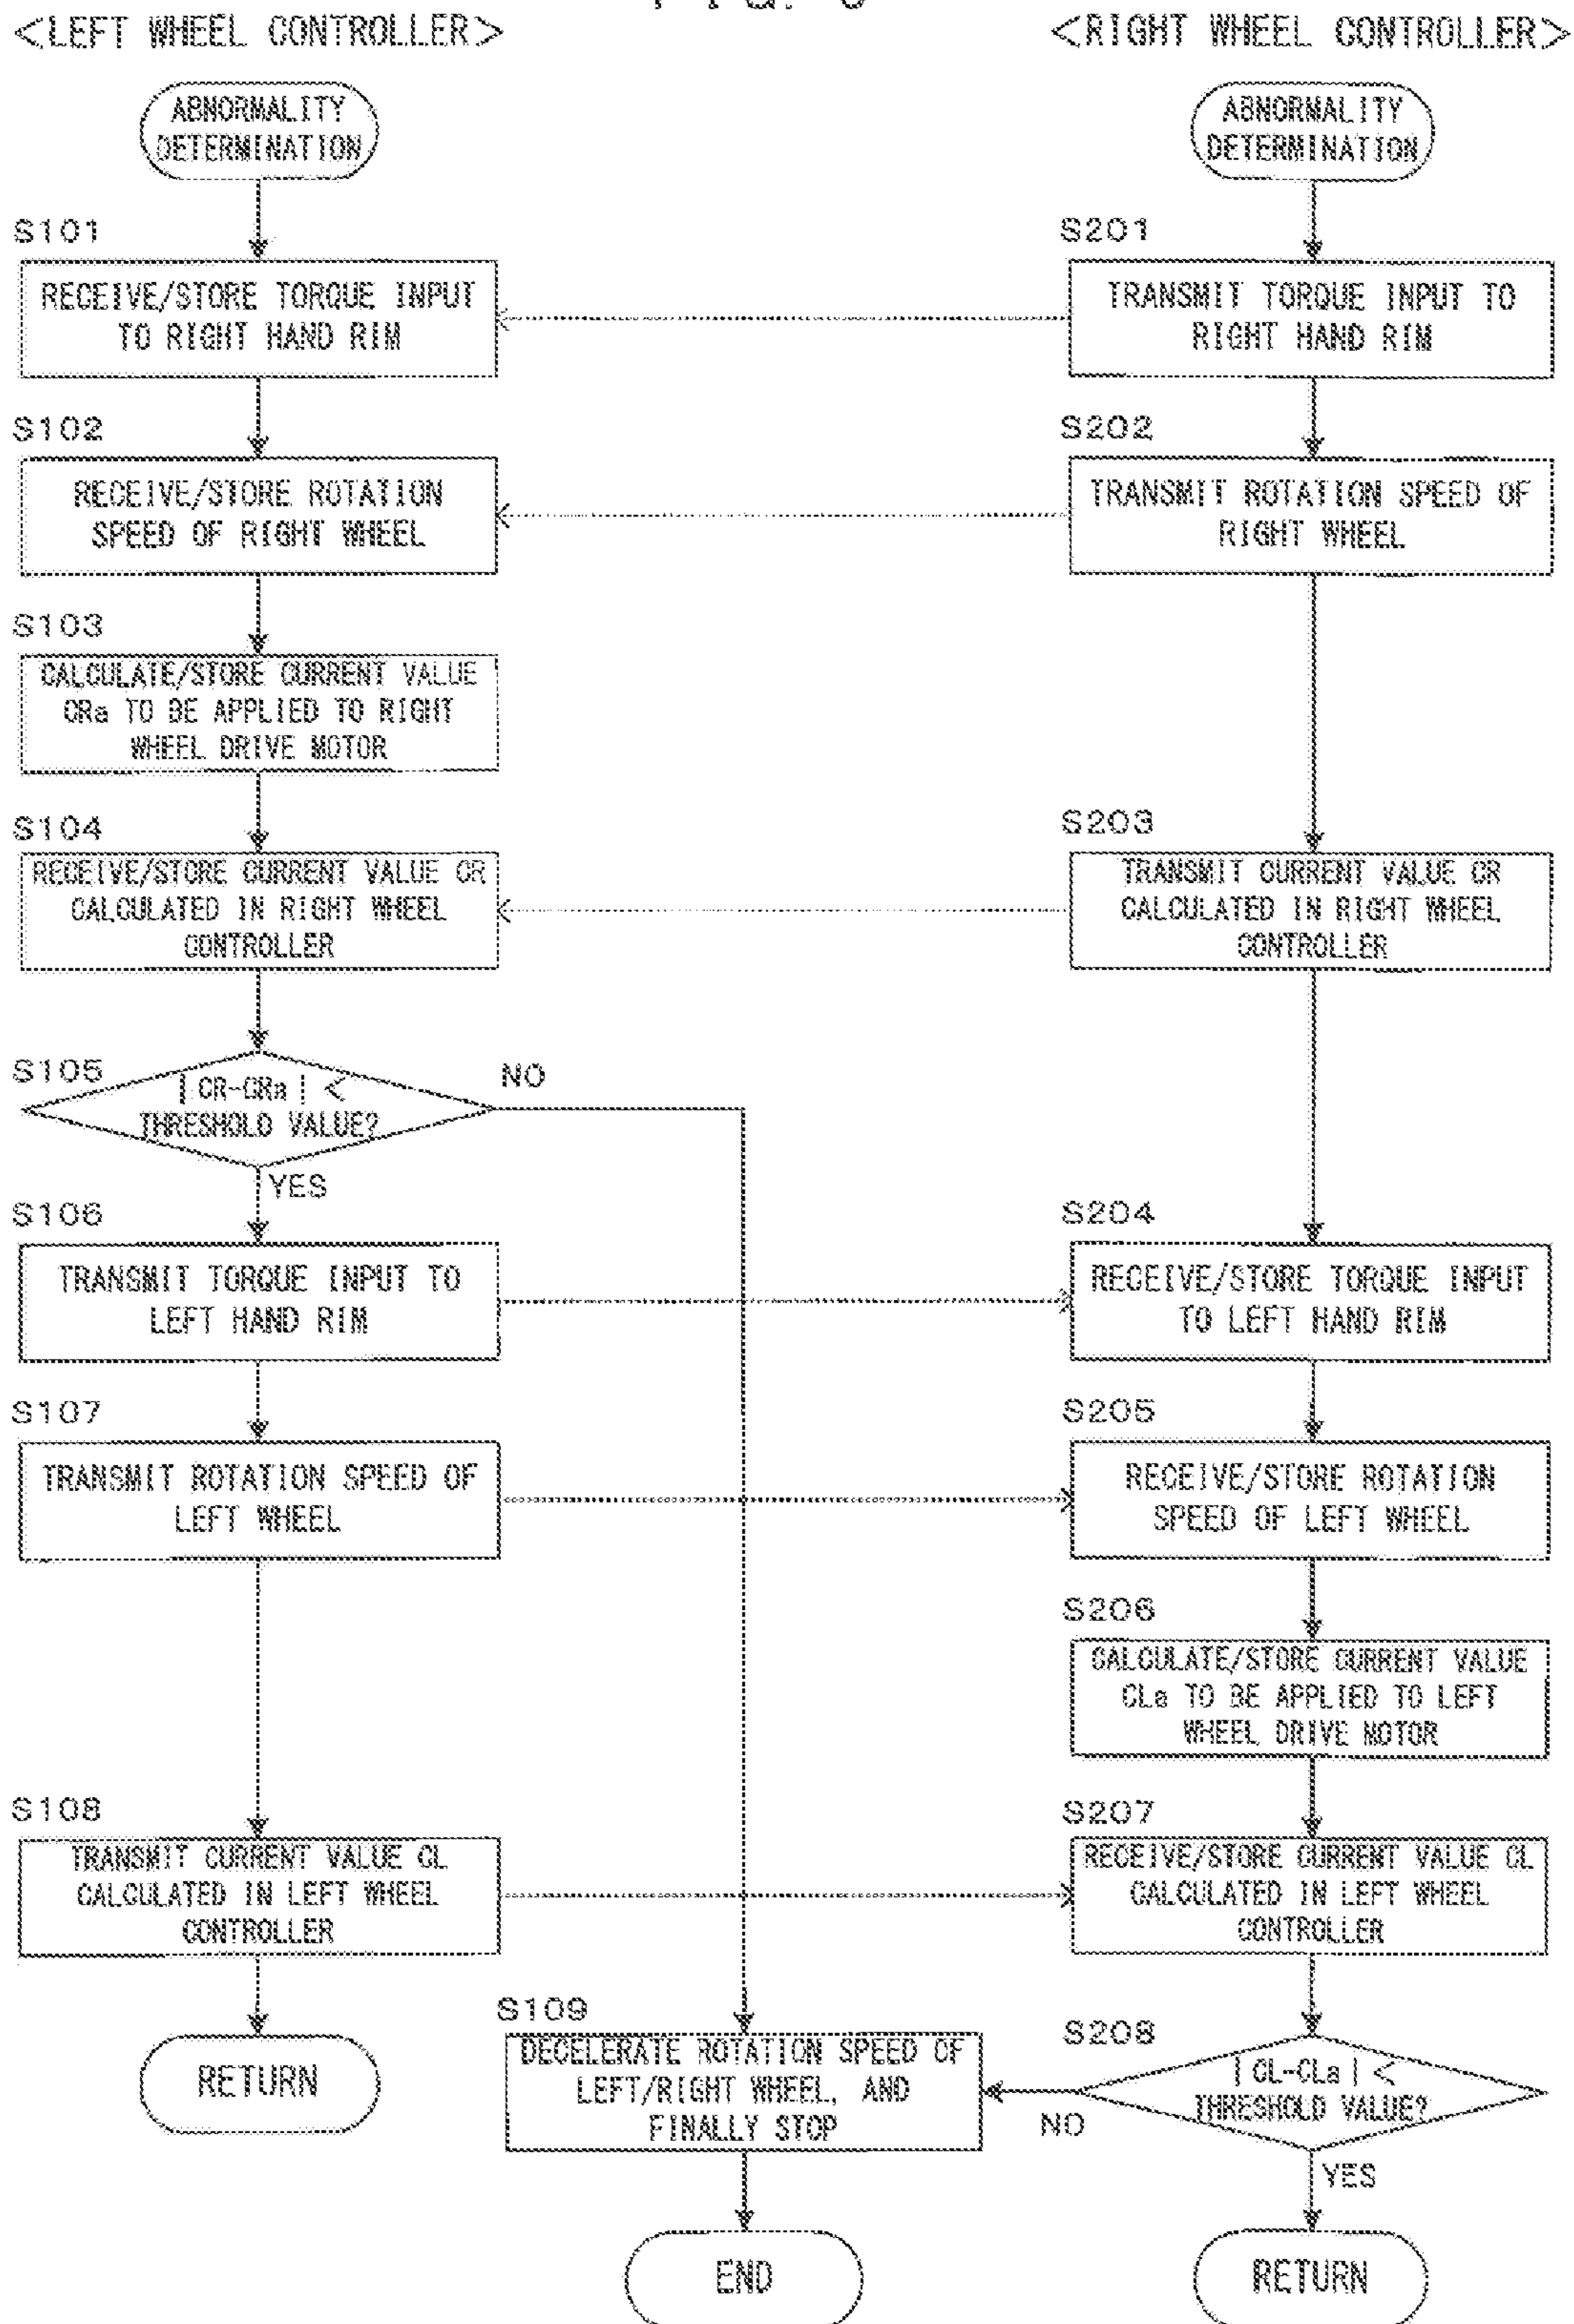 <LEFT WHEEL CONTROLLER>
ABNORMALITY
DETERMINATION
S101
RECEIVE/STORE TORQUE INPUT
TO RIGHT HAND RIM
S102
RECEIVE/STORE ROTATION
SPEED OF RIGHT WHEEL
S103
CALCULATE/STORE CURRENT VALUE
CRa TO BE APPLIED TO RIGHT
WHEEL DRIVE MOTOR
S104
RECEIVE/STORE CURRENT VALUE CR
CALCULATED IN RIGHT WHEEL
CONTROLLER
S105
| CR-CRa | <
THRESHOLD VALUE?
NO
YES
S106
TRANSMIT TORQUE INPUT TO
LEFT HAND RIM
S107
TRANSMIT ROTATION SPEED OF
LEFT WHEEL
S108
TRANSMIT CURRENT VALUE CL
CALCULATED IN LEFT WHEEL
CONTROLLER
RETURN
S109
DECELERATE ROTATION SPEED OF
LEFT/RIGHT WHEEL, AND
FINALLY STOP
END
<RIGHT WHEEL CONTROLLER>
ABNORMALITY
DETERMINATION
S201
TRANSMIT TORQUE INPUT TO
RIGHT HAND RIM
S202
TRANSMIT ROTATION SPEED OF
RIGHT WHEEL
S203
TRANSMIT CURRENT VALUE CR
CALCULATED IN RIGHT WHEEL
CONTROLLER
S204
RECEIVE/STORE TORQUE INPUT
TO LEFT HAND RIM
S205
RECEIVE/STORE ROTATION
SPEED OF LEFT WHEEL
S206
CALCULATE/STORE CURRENT VALUE
CLa TO BE APPLIED TO LEFT
WHEEL DRIVE MOTOR
S207
RECEIVE/STORE CURRENT VALUE CL
CALCULATED IN LEFT WHEEL
CONTROLLER
S208
| CL-CLa | <
THRESHOLD VALUE?
NO
YES
RETURN